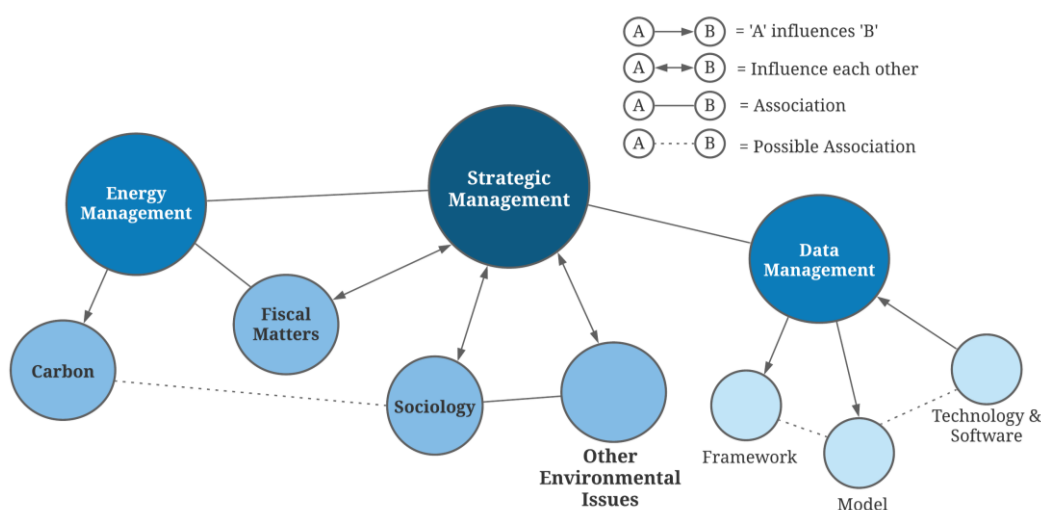 A B = 'A' influences 'B'
A B = Influence each other
A B = Association
A B = Possible Association
Energy
Management
Strategic
Management
Data
Management
Fiscal
Matters
Carbon
Sociology
Other
Environmental
Issues
Framework
Model
Technology &
Software